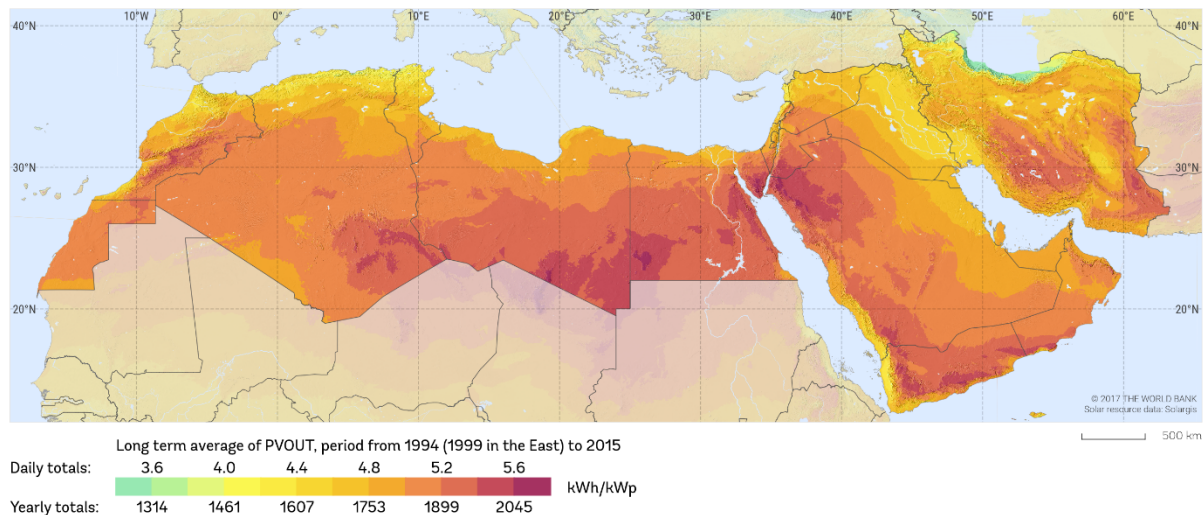 10°W 0° 10°E 20°E 30°E 40°E 50°E 60°E
40°N 40°N
30°N 30°N
20°N 20°N
© 2017 THE WORLD BANK
Solar resource data: Solargis
500 km
Long term average of PVOUT, period from 1994 (1999 in the East) to 2015
Daily totals: 3.6 4.0 4.4 4.8 5.2 5.6
kWh/kWp
Yearly totals: 1314 1461 1607 1753 1899 2045